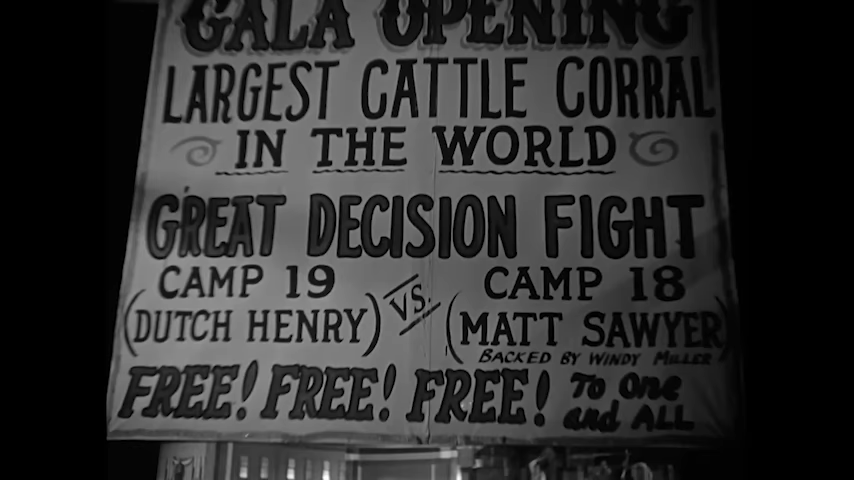 GALA OPENING
LARGEST CATTLE CORRAL
IN THE WORLD
GREAT DECISION FIGHT
CAMP 19 VS. CAMP 18
(DUTCH HENRY) (MATT SAWYER)
BACKED BY WINDY MILLER
FREE! FREE! FREE! To One
and ALL